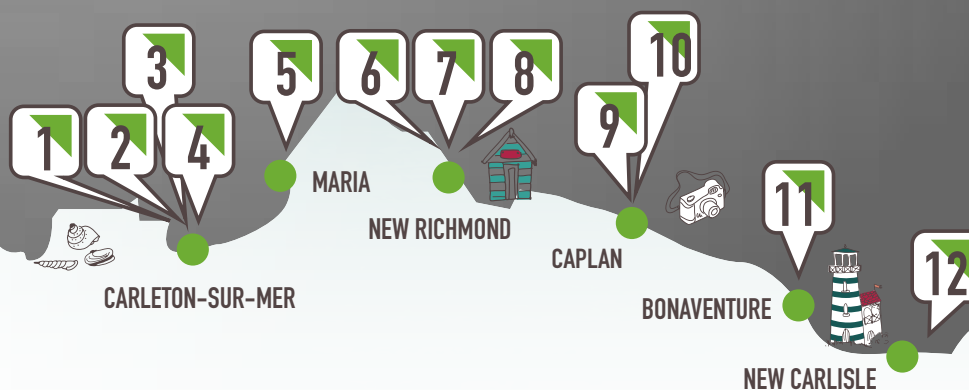 1
2
3
4
5
6
7
8
9
10
11
12
MARIA
NEW RICHMOND
CAPLAN
CARLETON-SUR-MER
BONAVENTURE
NEW CARLISLE